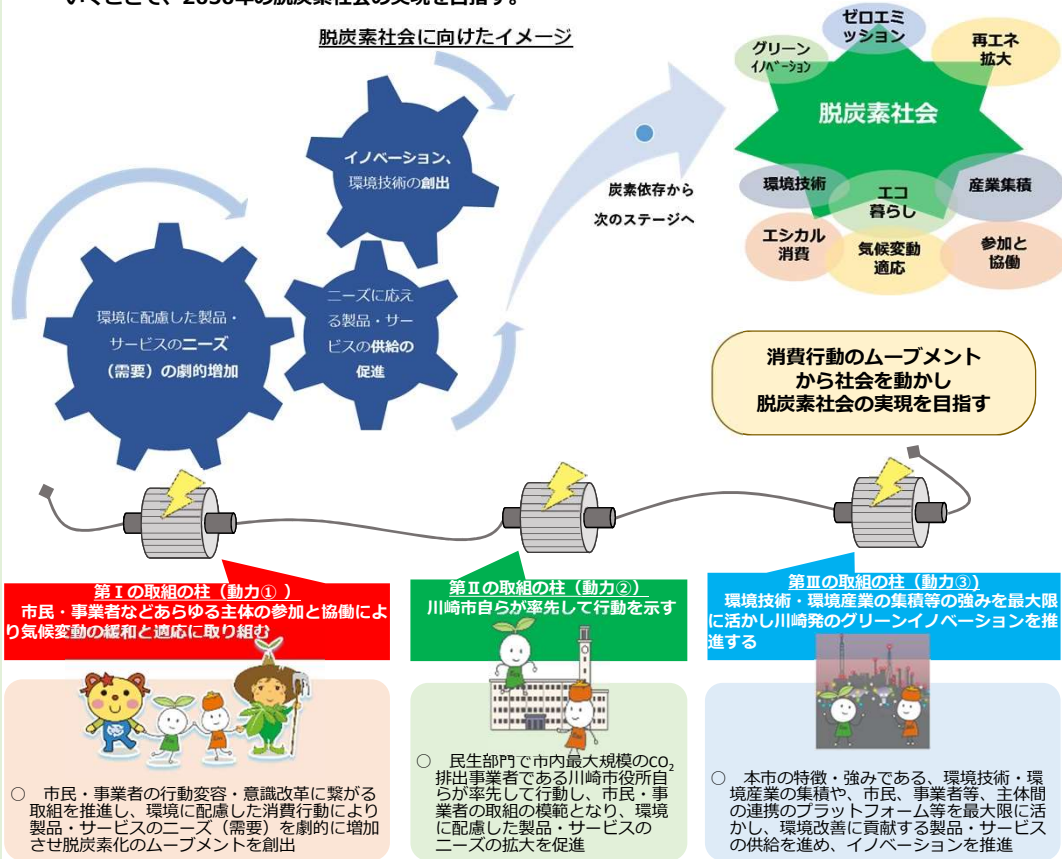 いくことで、2050年の脱炭素社会の実現を目指す。
脱炭素社会に向けたイメージ
イノベーション、
環境技術の創出
環境に配慮した製品・
サービスのニーズ
（需要）の劇的増加
ニーズに応え
る製品・サー
ビスの供給の
促進
炭素依存から
次のステージへ
グリーン
イノベーション
ゼロエミ
ッション
再エネ
拡大
脱炭素社会
環境技術
エコ
暮らし
産業集積
エシカル
消費
気候変動
適応
参加と
協働
消費行動のムーブメント
から社会を動かし
脱炭素社会の実現を目指す
第Ⅰの取組の柱（動力①）
市民・事業者などあらゆる主体の参加と協働によ
り気候変動の緩和と適応に取り組む
○ 市民・事業者の行動変容・意識改革に繋がる
取組を推進し、環境に配慮した消費行動により
製品・サービスのニーズ（需要）を劇的に増加
させ脱炭素化のムーブメントを創出
第Ⅱの取組の柱（動力②）
川崎市自らが率先して行動を示す
○ 民生部門で市内最大規模のCO₂
排出事業者である川崎市役所自
らが率先して行動し、市民・事
業者の取組の模範となり、環境
に配慮した製品・サービスの
ニーズの拡大を促進
第Ⅲの取組の柱（動力③）
環境技術・環境産業の集積等の強みを最大限
に活かし川崎発のグリーンイノベーションを推
進する
○ 本市の特徴・強みである、環境技術・環
境産業の集積や、市民、事業者等、主体間
の連携のプラットフォーム等を最大限に活
かし、環境改善に貢献する製品・サービス
の供給を進め、イノベーションを推進